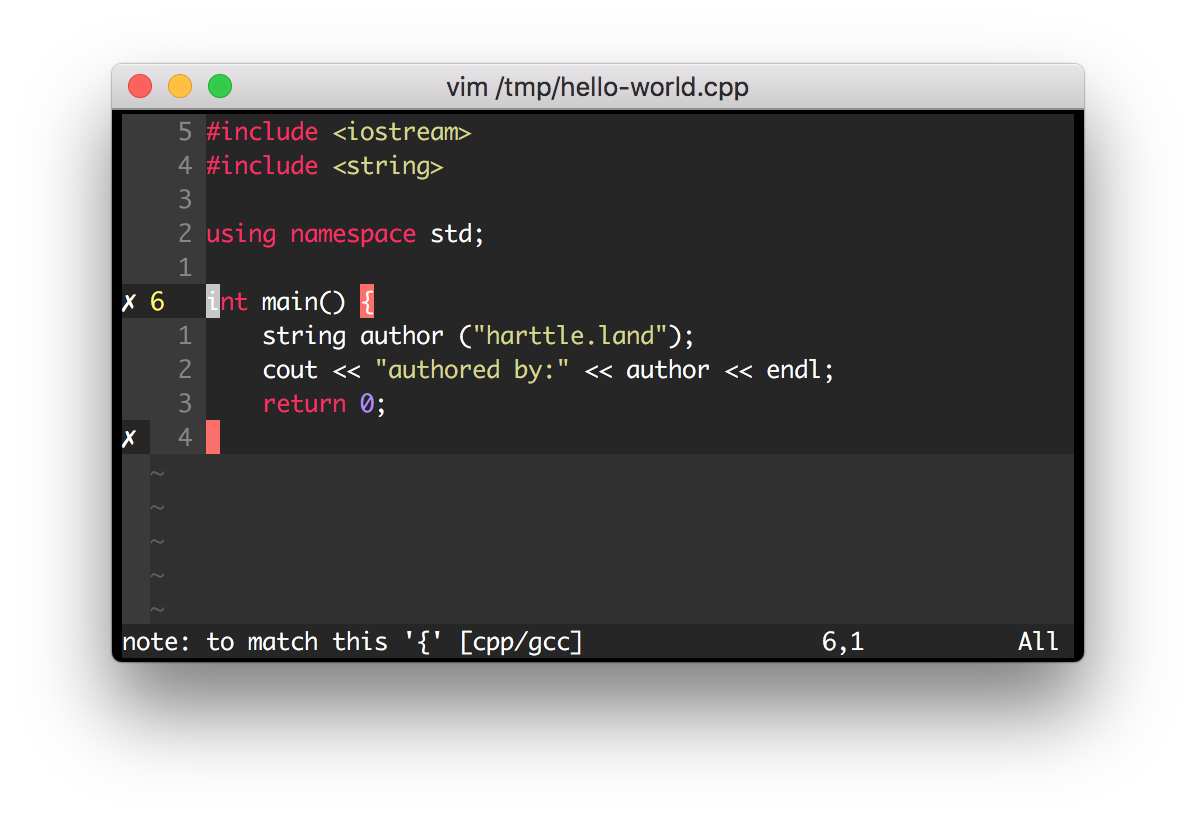 vim /tmp/hello-world.cpp
5 #include <iostream>
4 #include <string>
3
2 using namespace std;
1
✗ 6 int main() {
1 string author ("harttle.land");
2 cout << "authored by:" << author << endl;
3 return 0;
✗ 4
~
~
~
~
~
note: to match this '{' [cpp/gcc] 6,1 All